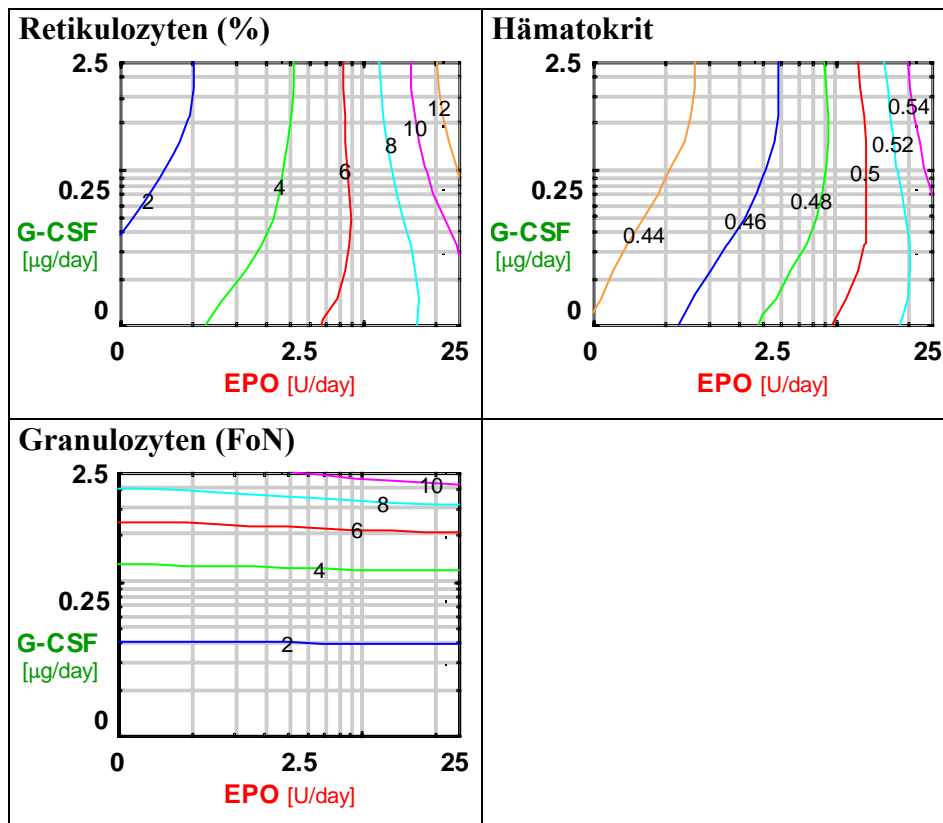 Retikulozyten (%)
2.5
0.25
G-CSF
[µg/day]
0
2
4
6
8
10
12
0 2.5 25
EPO [U/day]
Hämatokrit
2.5
0.25
G-CSF
[µg/day]
0
0.44
0.46
0.48
0.5
0.52
0.54
0 2.5 25
EPO [U/day]
Granulozyten (FoN)
2.5
0.25
G-CSF
[µg/day]
0
10
8
6
4
2
0 2.5 25
EPO [U/day]